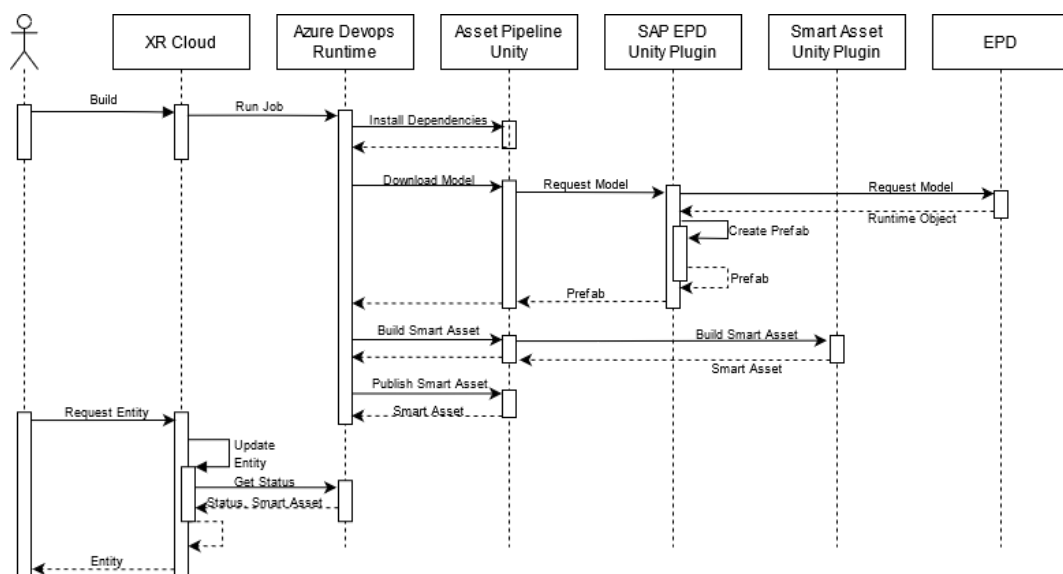 XR Cloud
Azure Devops
Runtime
Asset Pipeline
Unity
SAP EPD
Unity Plugin
Smart Asset
Unity Plugin
EPD
Build
Run Job
Install Dependencies
Download Model
Request Model
Request Model
Runtime Object
Create Prefab
Prefab
Prefab
Build Smart Asset
Build Smart Asset
Smart Asset
Publish Smart Asset
Smart Asset
Request Entity
Update
Entity
Get Status
Status, Smart Asset
Entity